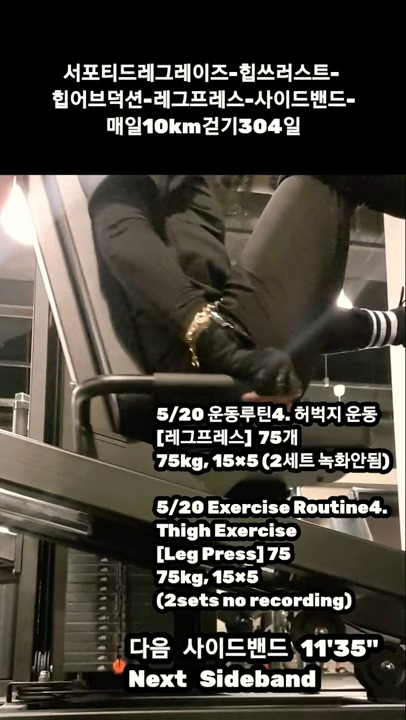 서포티드레그레이즈-힙쓰러스트-
힙어브덕션-레그프레스-사이드밴드-
매일10km걷기304일
5/20 운동루틴4. 허벅지 운동
[레그프레스] 75개
75kg, 15×5 (2세트 녹화안됨)
5/20 Exercise Routine4.
Thigh Exercise
[Leg Press] 75
75kg, 15×5
(2sets no recording)
다음 사이드밴드 11'35"
Next Sideband